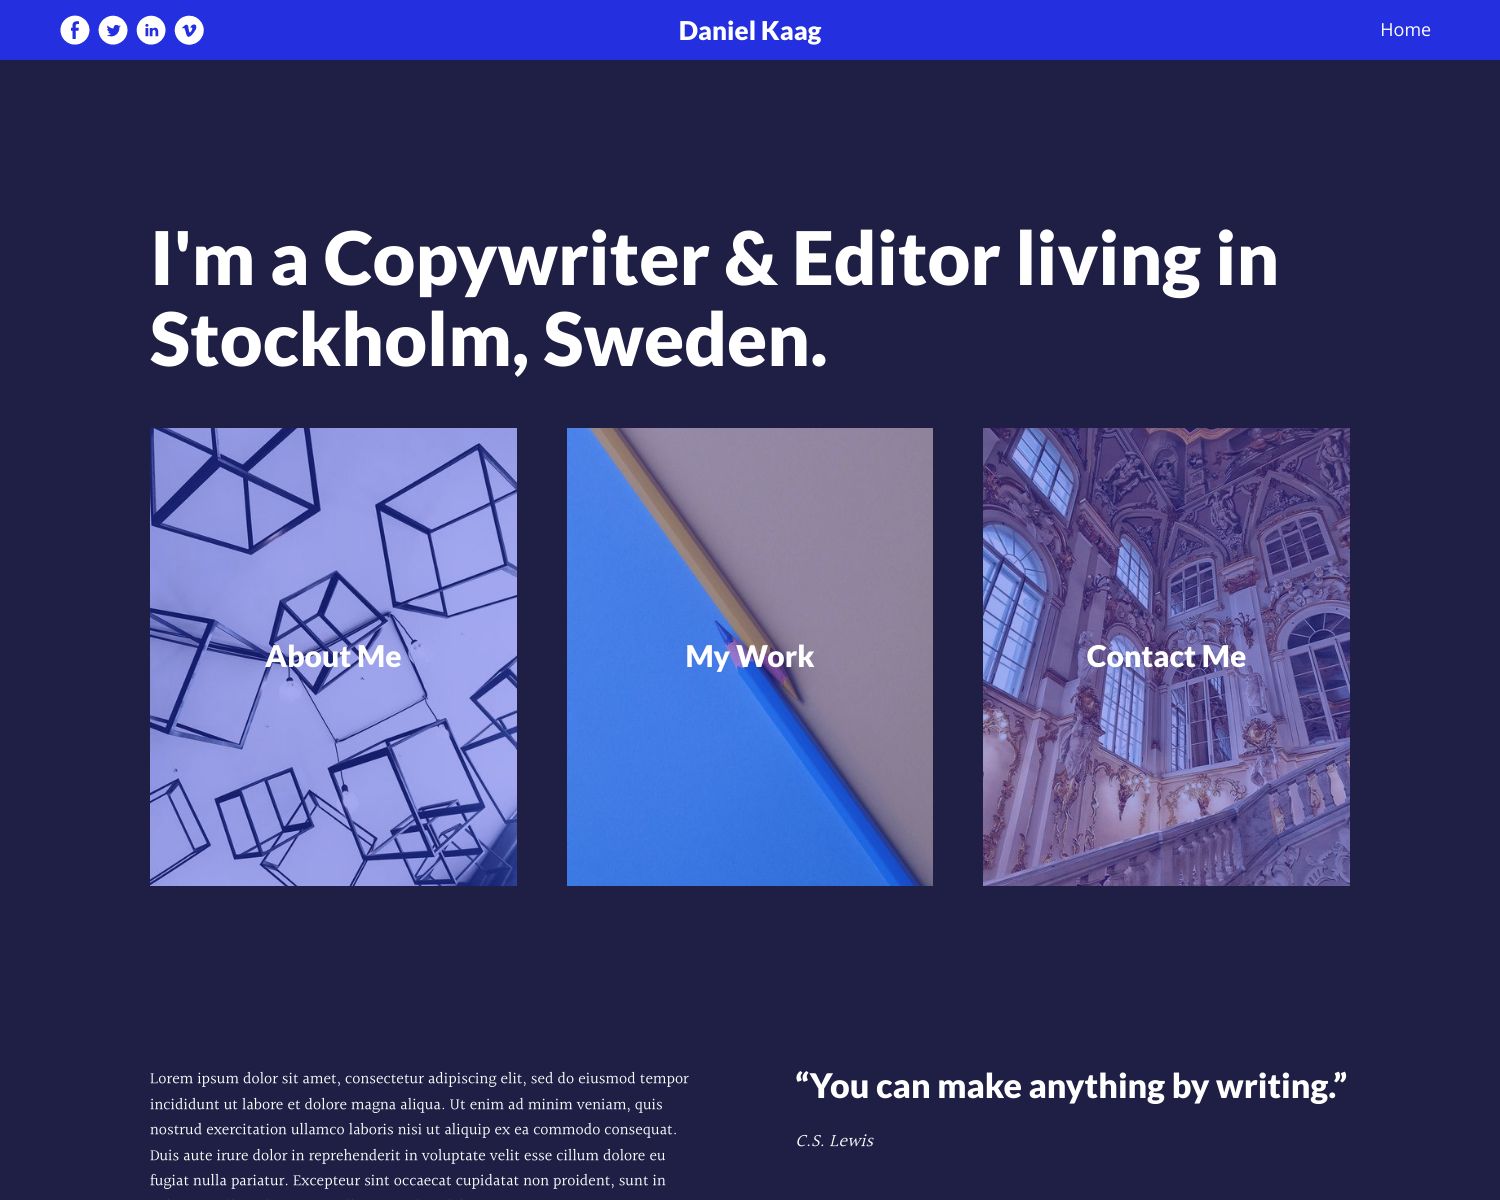 Daniel Kaag
Home
I'm a Copywriter & Editor living in
Stockholm, Sweden.
About Me
My Work
Contact Me
Lorem ipsum dolor sit amet, consectetur adipiscing elit, sed do eiusmod tempor
incididunt ut labore et dolore magna aliqua. Ut enim ad minim veniam, quis
nostrud exercitation ullamco laboris nisi ut aliquip ex ea commodo consequat.
Duis aute irure dolor in reprehenderit in voluptate velit esse cillum dolore eu
fugiat nulla pariatur. Excepteur sint occaecat cupidatat non proident, sunt in
“You can make anything by writing.”
C.S. Lewis